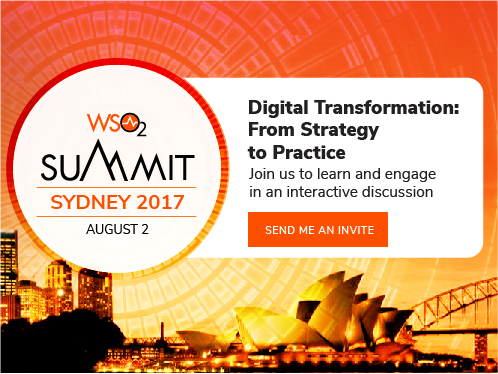 WSO2
SUMMIT
SYDNEY 2017
AUGUST 2
Digital Transformation:
From Strategy
to Practice
Join us to learn and engage
in an interactive discussion
SEND ME AN INVITE